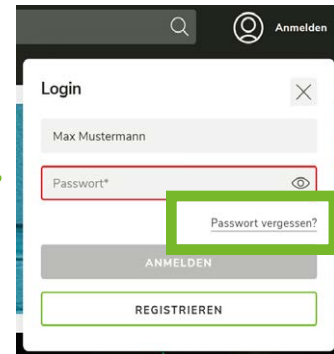 Anmelden
Login
Max Mustermann
Passwort*
Passwort vergessen?
ANMELDEN
REGISTRIEREN